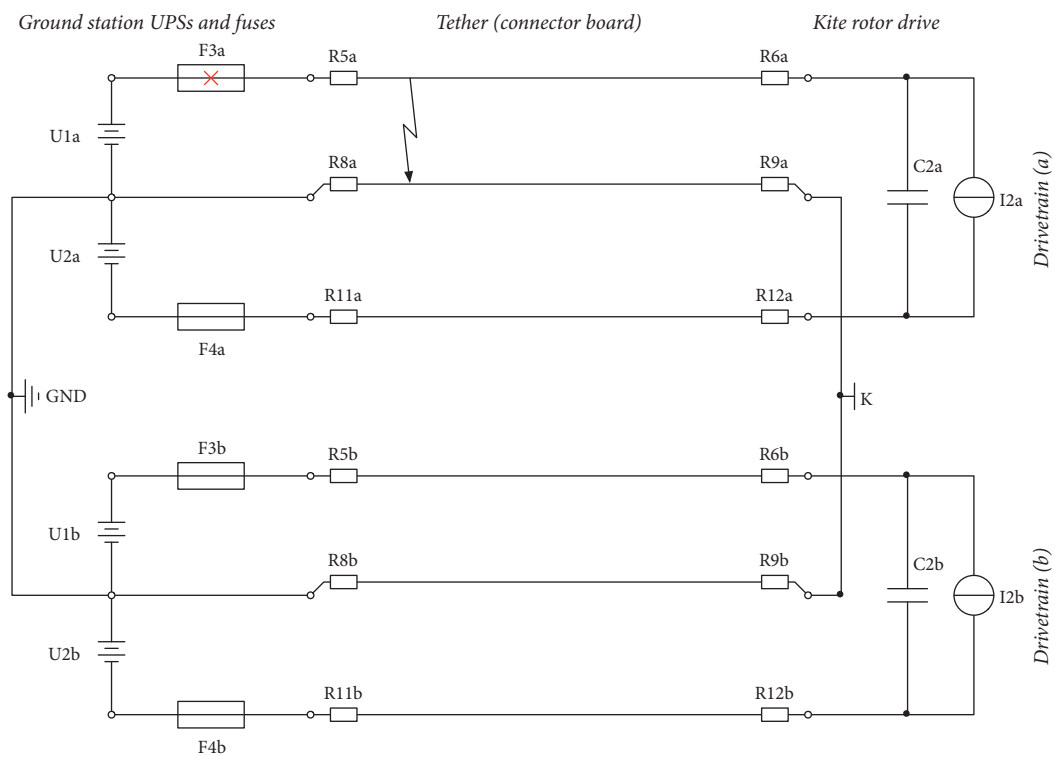 Ground station UPSs and fuses
Tether (connector board)
Kite rotor drive
F3a
R5a
R6a
U1a
R8a
R9a
C2a
I2a
Drivetrain (a)
U2a
R11a
R12a
F4a
GND
K
F3b
R5b
R6b
U1b
R8b
R9b
C2b
I2b
Drivetrain (b)
U2b
R11b
R12b
F4b